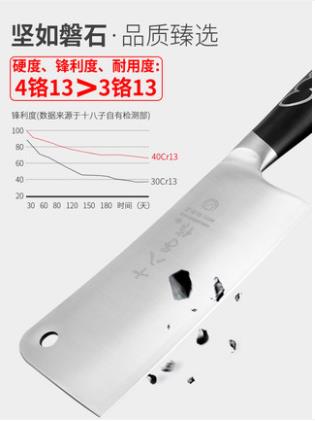 坚如磐石·品质臻选
硬度、锋利度、耐用度:
4铬13>3铬13
锋利度(数据来源于十八子自有检测部)
100
80
60
40
20
40Cr13
30Cr13
30 60 80 120 150 180 时间 (天)
十八子作